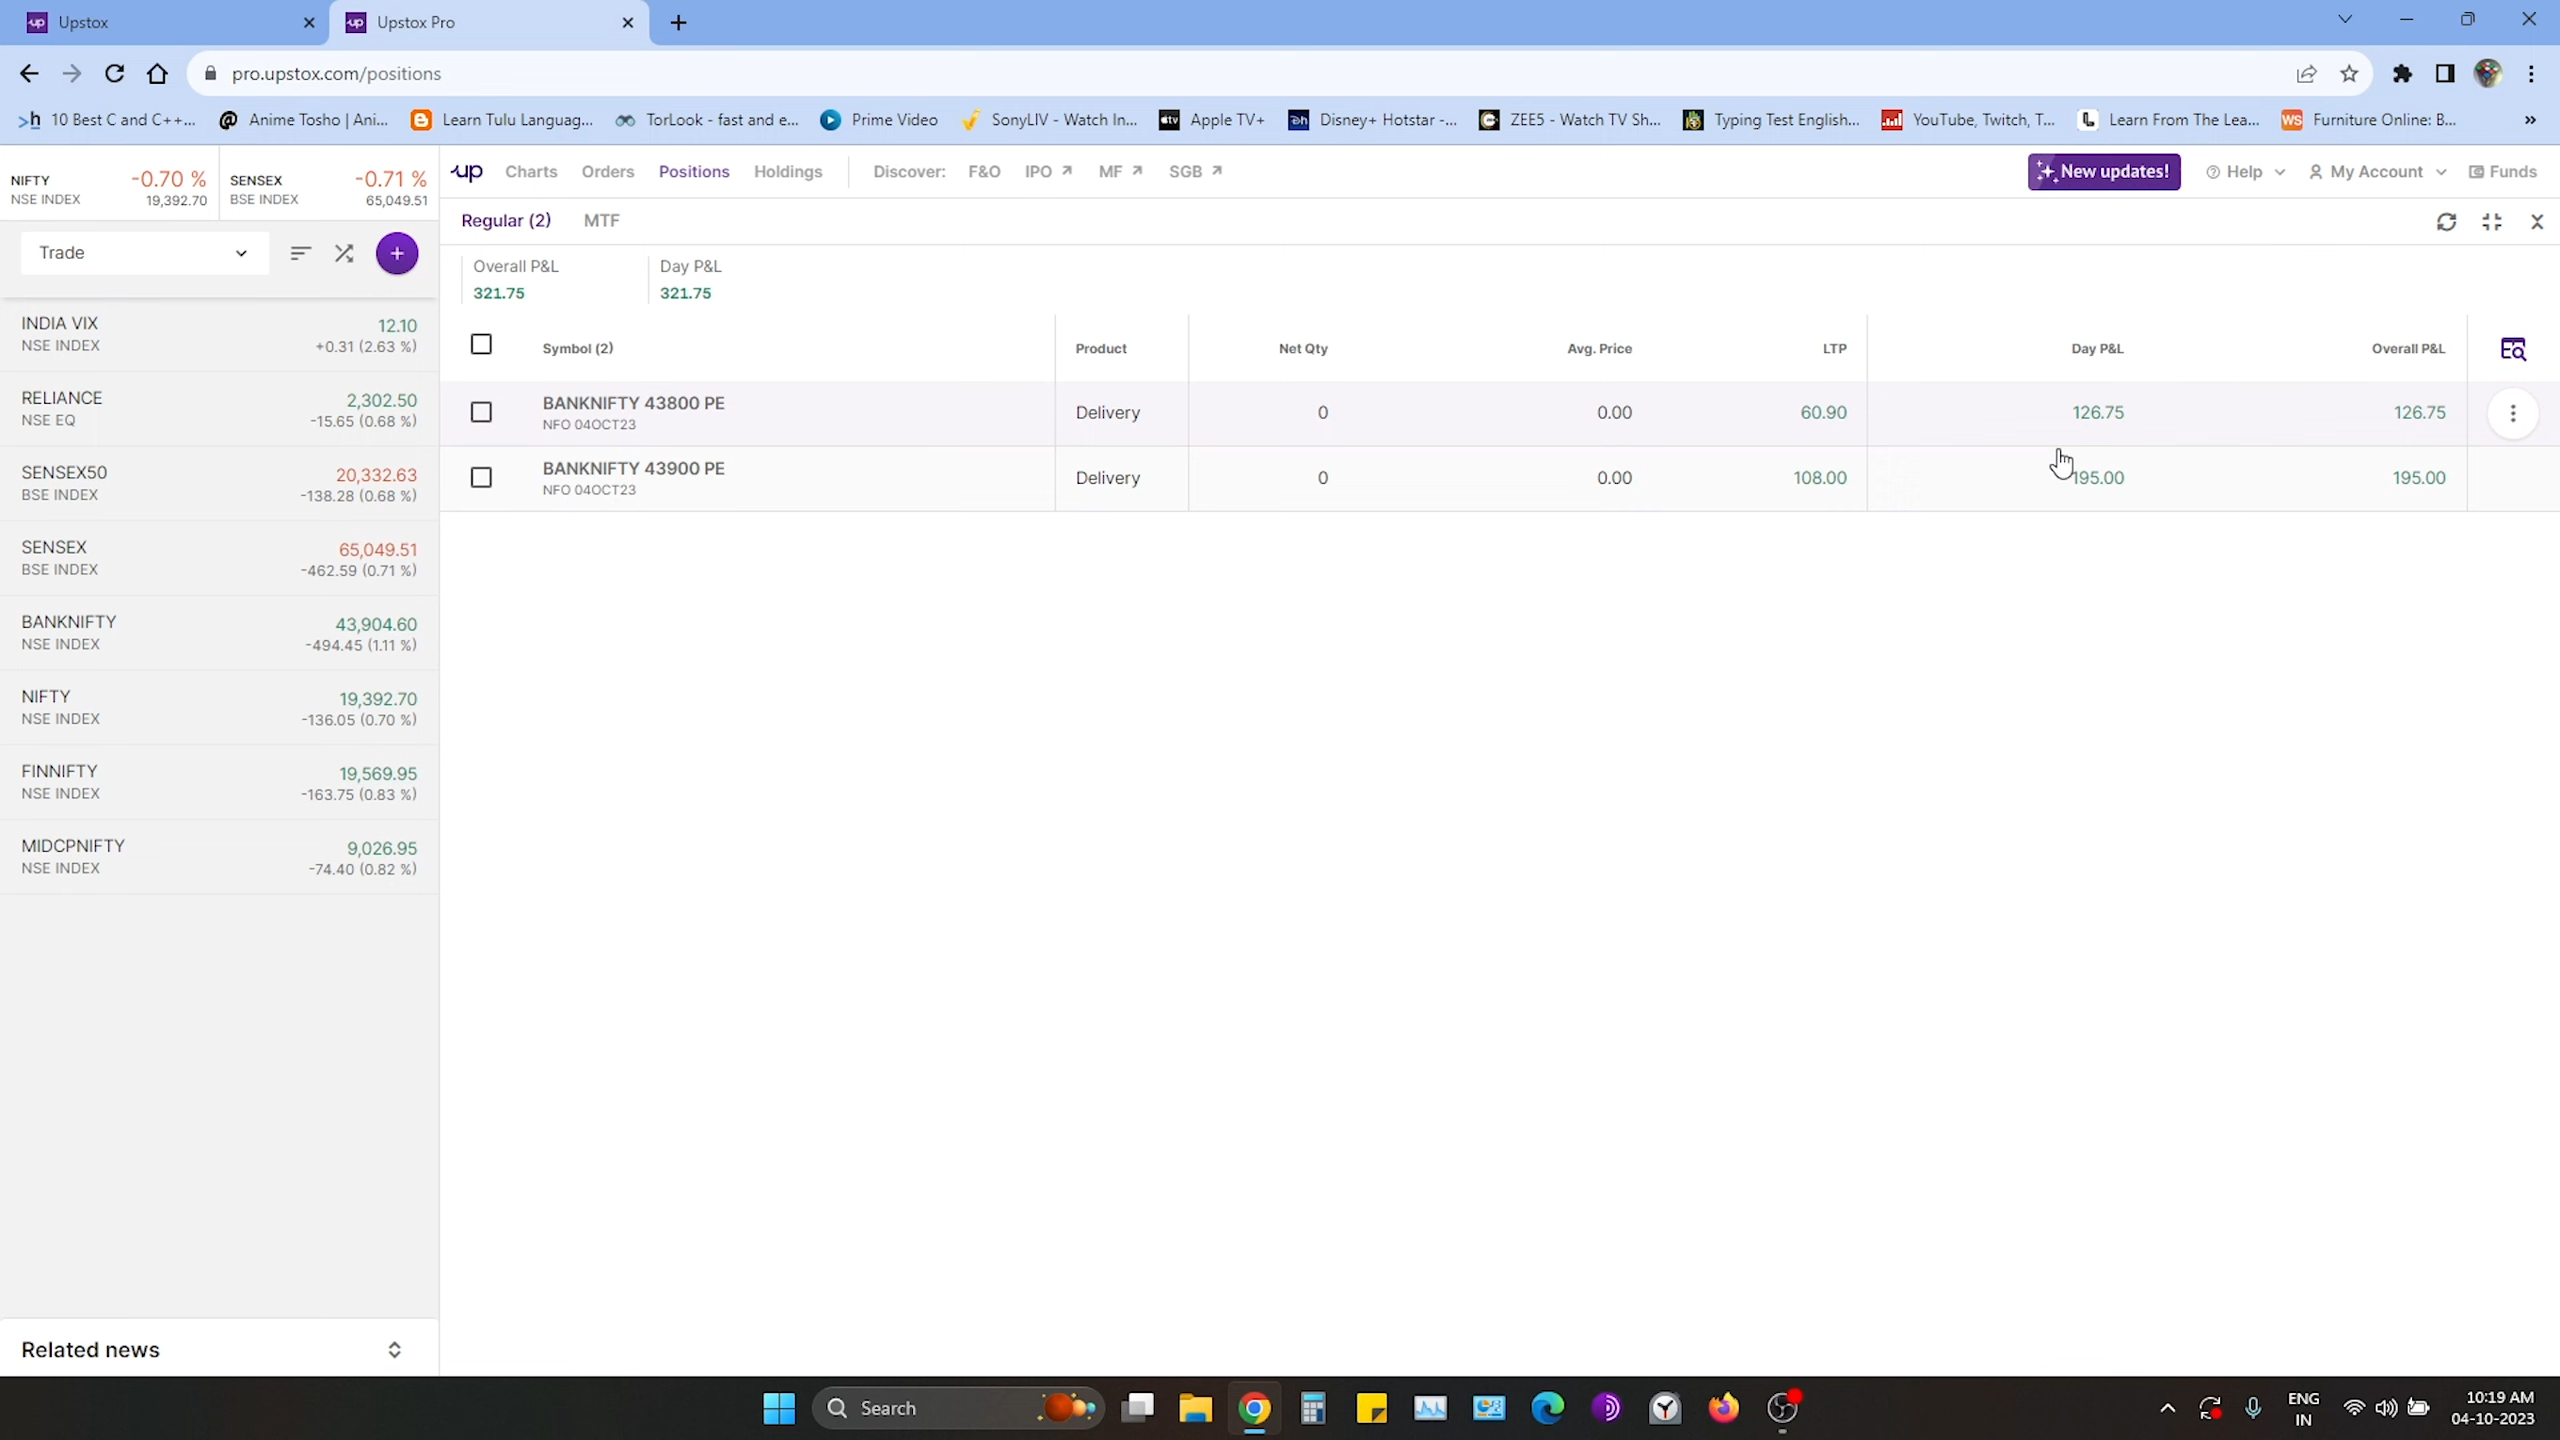 Upstox
Upstox Pro
pro.upstox.com/positions
10 Best C and C++...
Anime Tosho | Ani...
Learn Tulu Languag...
TorLook - fast and e...
Prime Video
SonyLIV - Watch In...
Apple TV+
Disney+ Hotstar -...
ZEE5 - Watch TV Sh...
Typing Test English...
YouTube, Twitch, T...
Learn From The Lea...
Furniture Online: B...
NIFTY -0.70 %
NSE INDEX 19,392.70
SENSEX -0.71 %
BSE INDEX 65,049.51
up Charts Orders Positions Holdings Discover: F&O IPO MF SGB New updates! Help My Account Funds
Regular (2) MTF
Trade
Overall P&L Day P&L
321.75 321.75
Symbol (2) Product Net Qty Avg. Price LTP Day P&L Overall P&L
BANKNIFTY 43800 PE Delivery 0 0.00 60.90 126.75 126.75
NFO 04OCT23
BANKNIFTY 43900 PE Delivery 0 0.00 108.00 195.00 195.00
NFO 04OCT23
INDIA VIX 12.10
NSE INDEX +0.31 (2.63 %)
RELIANCE 2,302.50
NSE EQ -15.65 (0.68 %)
SENSEX50 20,332.63
BSE INDEX -138.28 (0.68 %)
SENSEX 65,049.51
BSE INDEX -462.59 (0.71 %)
BANKNIFTY 43,904.60
NSE INDEX -494.45 (1.11 %)
NIFTY 19,392.70
NSE INDEX -136.05 (0.70 %)
FINNIFTY 19,569.95
NSE INDEX -163.75 (0.83 %)
MIDCPNIFTY 9,026.95
NSE INDEX -74.40 (0.82 %)
Related news
Search
ENG
IN
10:19 AM
04-10-2023